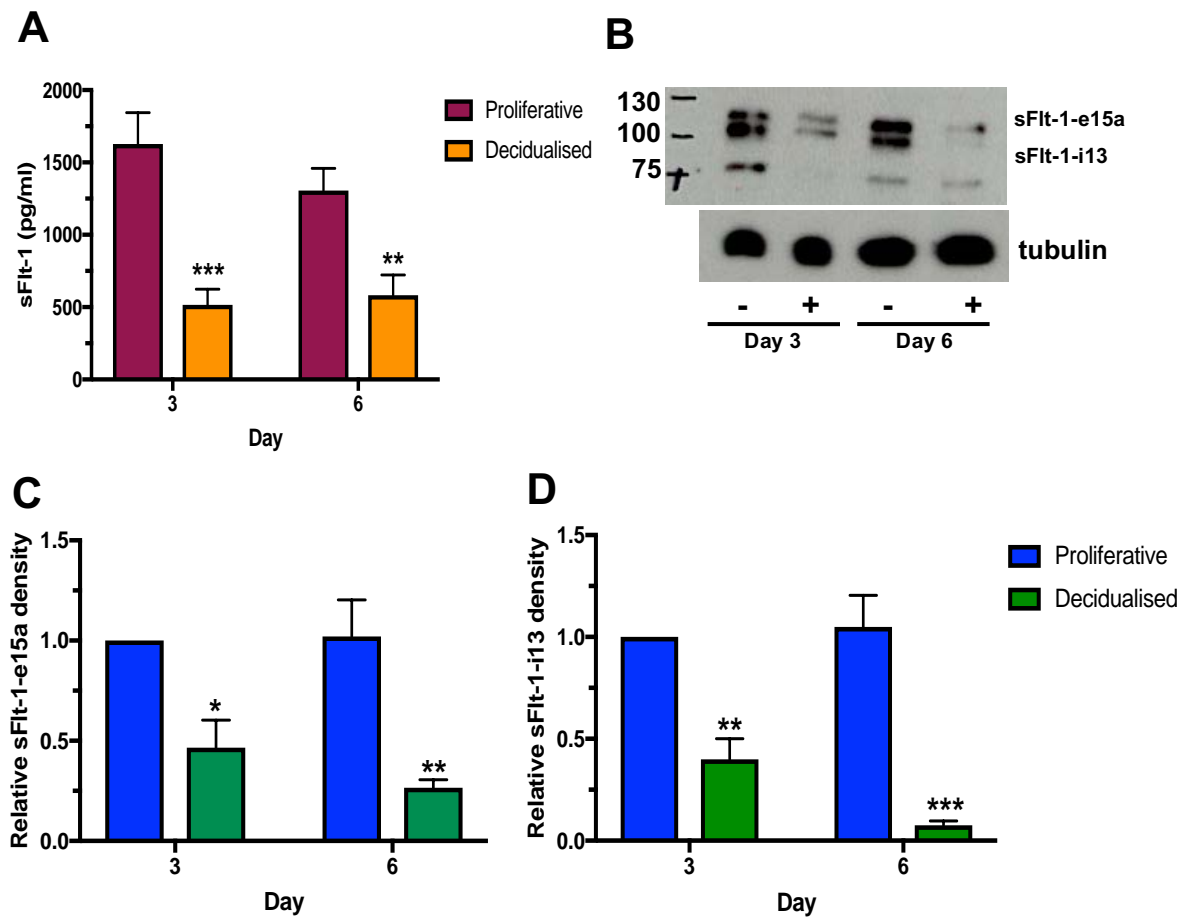 A
2000
1500
1000
500
0
sFlt-1 (pg/ml)
***
**
3
6
Day
Proliferative
Decidualised
B
130
100
75
sFlt-1-e15a
sFlt-1-i13
tubulin
- + - +
Day 3
Day 6
C
1.5
1.0
0.5
0.0
Relative sFlt-1-e15a density
*
**
3
6
Day
D
1.5
1.0
0.5
0.0
Relative sFlt-1-i13 density
**
***
3
6
Day
Proliferative
Decidualised